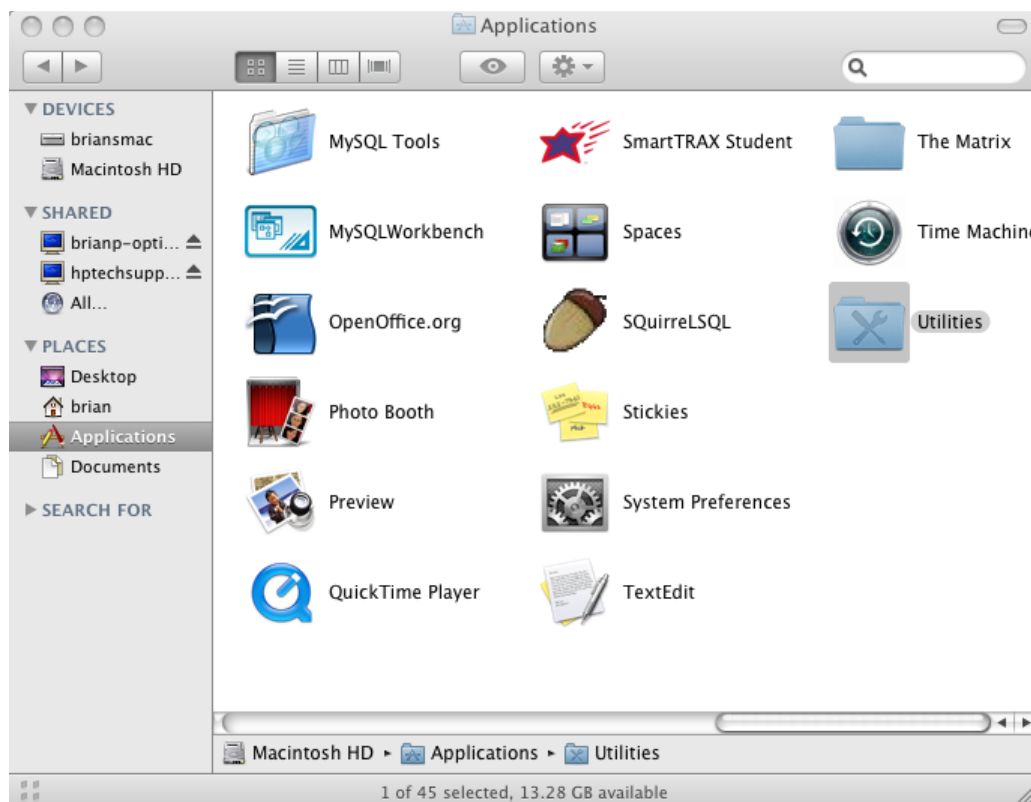 Applications
DEVICES
briansmac
Macintosh HD
SHARED
brianp-opti...
hptechsupp...
All...
PLACES
Desktop
brian
Applications
Documents
SEARCH FOR
MySQL Tools
SmartTRAX Student
The Matrix
MySQLWorkbench
Spaces
Time Machine
OpenOffice.org
SQuirreLSQL
Utilities
Photo Booth
Stickies
Preview
System Preferences
QuickTime Player
TextEdit
Macintosh HD ▸ Applications ▸ Utilities
1 of 45 selected, 13.28 GB available